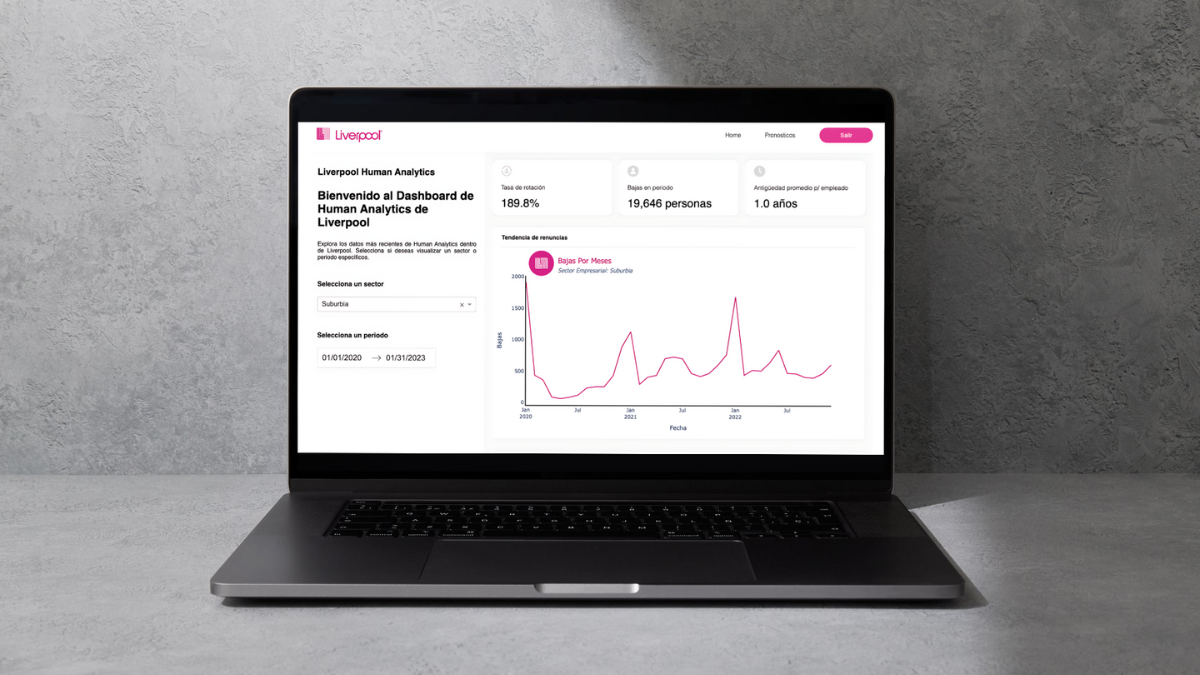 Liverpool
Home
Pronosticos
Salir
Liverpool Human Analytics
Bienvenido al Dashboard de
Human Analytics de
Liverpool
Explora los datos más recientes de Human Analytics dentro
de Liverpool. Selecciona si deseas visualizar un sector o
periodo específicos.
Selecciona un sector
Suburbia
Selecciona un periodo
01/01/2020 → 01/31/2023
Tasa de rotación
189.8%
Bajas en periodo
19,646 personas
Antigüedad promedio p/ empleado
1.0 años
Tendencia de renuncias
Bajas Por Meses
Sector Empresarial: Suburbia
2000
1500
1000
500
0
Bajas
Jan
2020
Jul
Jan
2021
Jul
Jan
2022
Jul
Fecha